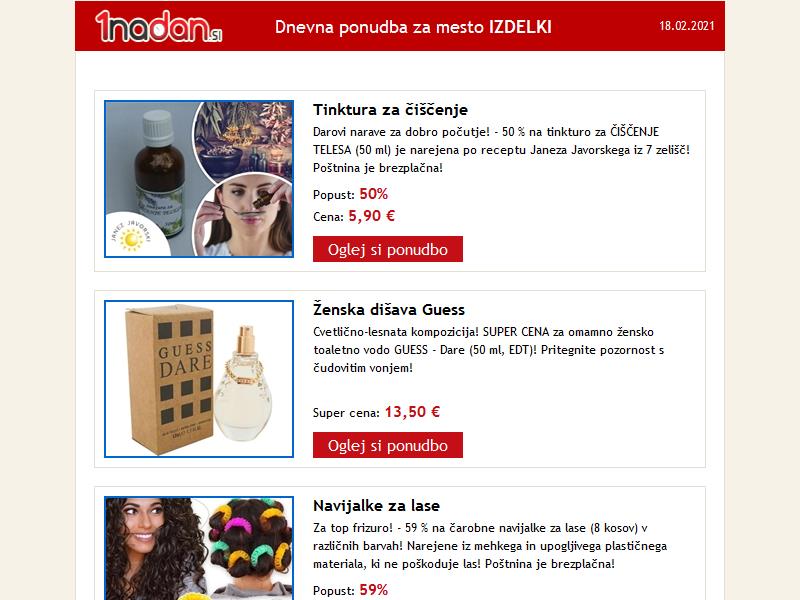 1nadan.si
Dnevna ponudba za mesto IZDELKI
18.02.2021
Tinktura za čiščenje
Darovi narave za dobro počutje! - 50 % na tinkturo za ČIŠČENJE
TELESA (50 ml) je narejena po receptu Janeza Javorskega iz 7 zelišč!
Poštnina je brezplačna!
Popust: 50%
Cena: 5,90 €
Oglej si ponudbo
JANEZ JAVORSKI
Ženska dišava Guess
Cvetlično-lesnata kompozicija! SUPER CENA za omamno žensko
toaletno vodo GUESS - Dare (50 ml, EDT)! Pritegnite pozornost s
čudovitim vonjem!
Super cena: 13,50 €
Oglej si ponudbo
GUESS
DARE
Navijalke za lase
Za top frizuro! - 59 % na čarobne navijalke za lase (8 kosov) v
različnih barvah! Narejene iz mehkega in upogljivega plastičnega
materiala, ki ne poškoduje las! Poštnina je brezplačna!
Popust: 59%